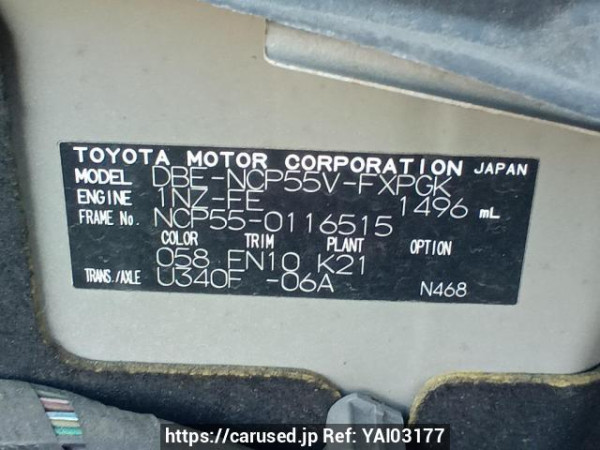 TOYOTA MOTOR CORPORATION JAPAN
MODEL DBE-NCP55V-FXPGK
ENGINE 1NZ-FE 1496 mL
FRAME No. NCP55-0116515
COLOR TRIM PLANT OPTION
058 FN10 K21
TRANS./AXLE U340F -06A N468
https://carused.jp Ref: YAI03177